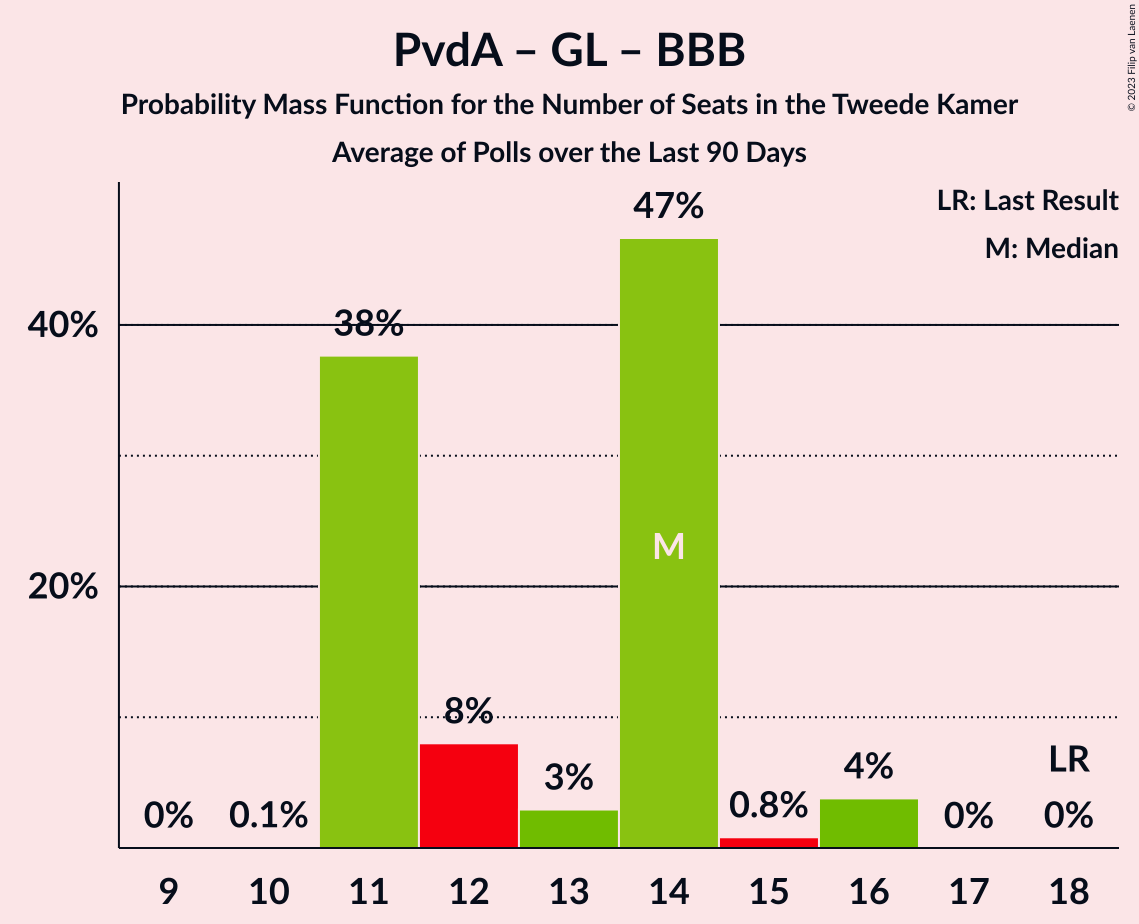 PvdA – GL – BBB
Probability Mass Function for the Number of Seats in the Tweede Kamer
Average of Polls over the Last 90 Days
© 2023 Filip van Laenen
LR: Last Result
M: Median
47%
40%
38%
M
20%
8%
3%
4%
LR
0%
0.1%
0.8%
0%
0%
9 10 11 12 13 14 15 16 17 18